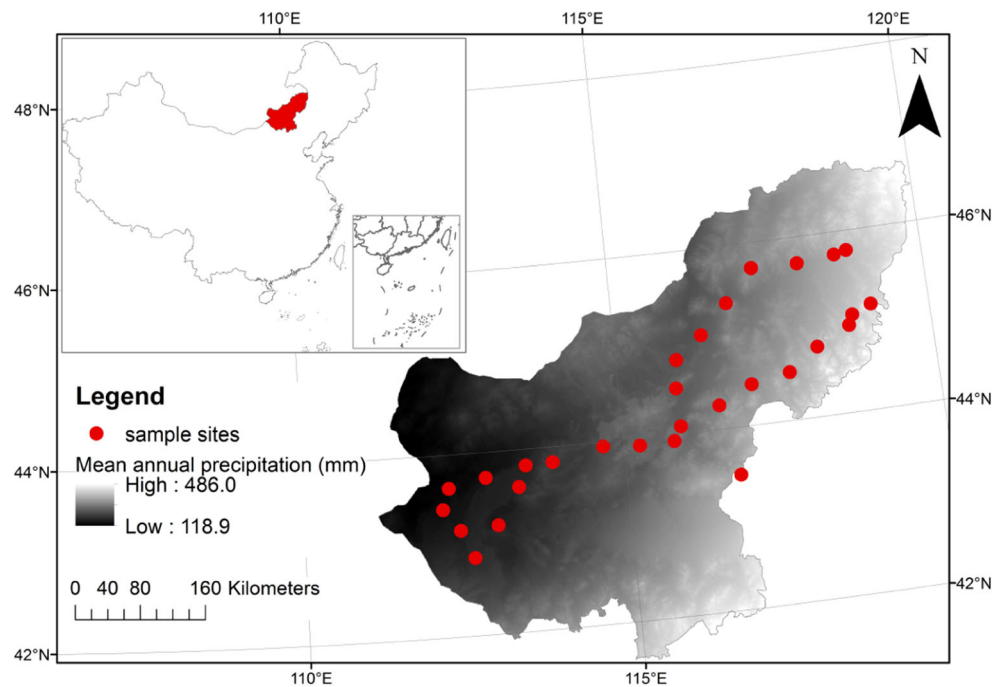 110°E 115°E 120°E
N
48°N
46°N
46°N
44°N
44°N
42°N
42°N
Legend
sample sites
Mean annual precipitation (mm)
High : 486.0
Low : 118.9
0 40 80 160 Kilometers
110°E 115°E